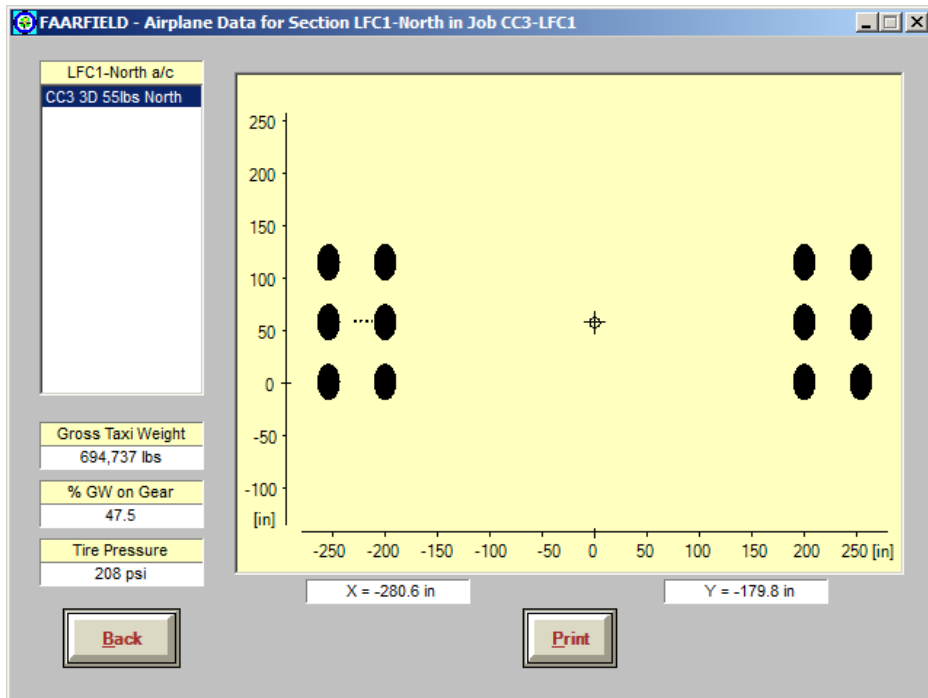 FAARFIELD - Airplane Data for Section LFC1-North in Job CC3-LFC1
LFC1-North a/c
CC3 3D 55lbs North
Gross Taxi Weight
694,737 lbs
% GW on Gear
47.5
Tire Pressure
208 psi
250
200
150
100
50
0
-50
-100
[in]
-250 -200 -150 -100 -50 0 50 100 150 200 250 [in]
X = -280.6 in
Y = -179.8 in
Back
Print